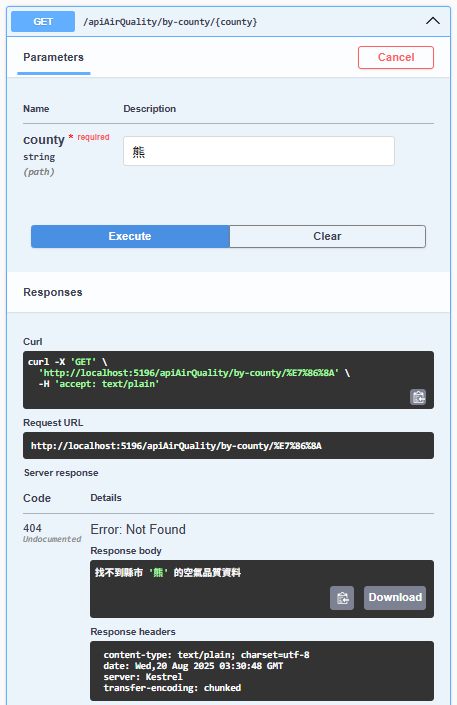 GET /apiAirQuality/by-county/{county}
Parameters
Cancel
Name Description
county * required
string
(path)
熊
Execute Clear
Responses
Curl
curl -X 'GET' \
'http://localhost:5196/apiAirQuality/by-county/%E7%86%8A' \
-H 'accept: text/plain'
Request URL
http://localhost:5196/apiAirQuality/by-county/%E7%86%8A
Server response
Code Details
404
Undocumented
Error: Not Found
Response body
找不到縣市 '熊' 的空氣品質資料
Download
Response headers
content-type: text/plain; charset=utf-8
date: Wed,20 Aug 2025 03:30:48 GMT
server: Kestrel
transfer-encoding: chunked